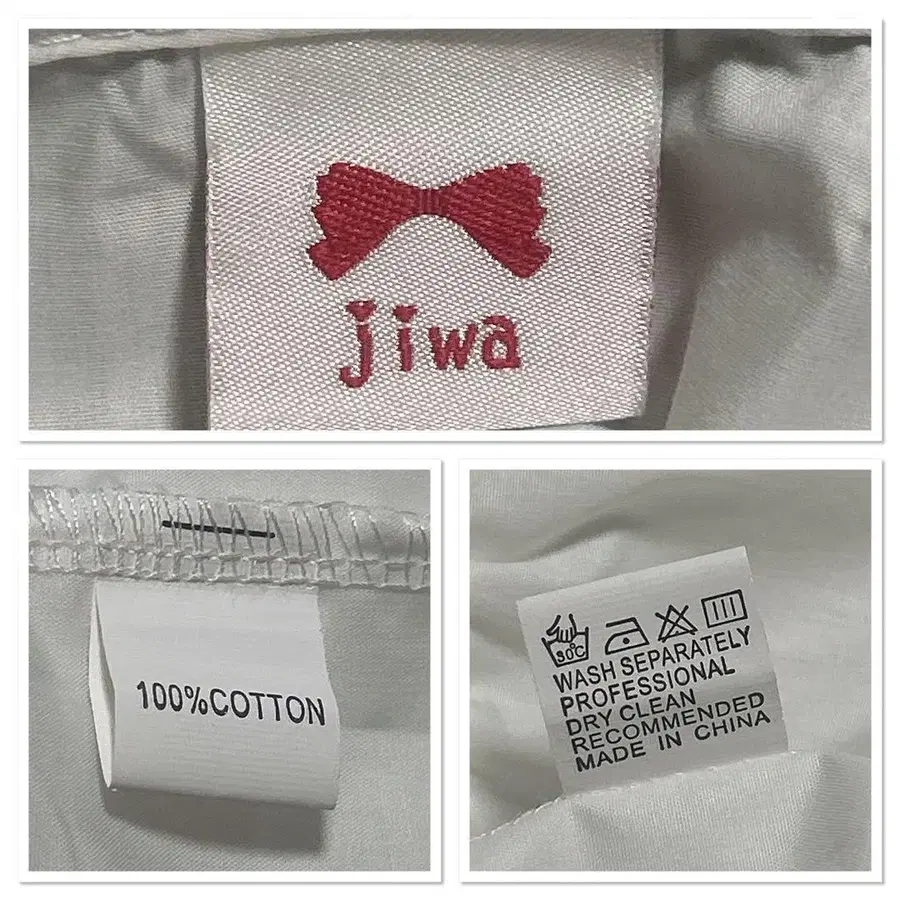 jiwa
100%COTTON
30°C
WASH SEPARATELY
PROFESSIONAL
DRY CLEAN
RECOMMENDED
MADE IN CHINA